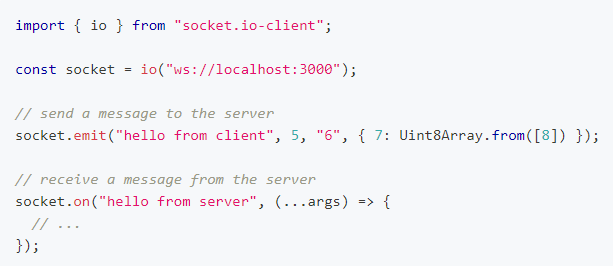 import { io } from "socket.io-client";
const socket = io("ws://localhost:3000");
// send a message to the server
socket.emit("hello from client", 5, "6", { 7: Uint8Array.from([8]) });
// receive a message from the server
socket.on("hello from server", (...args) => {
  // ...
});